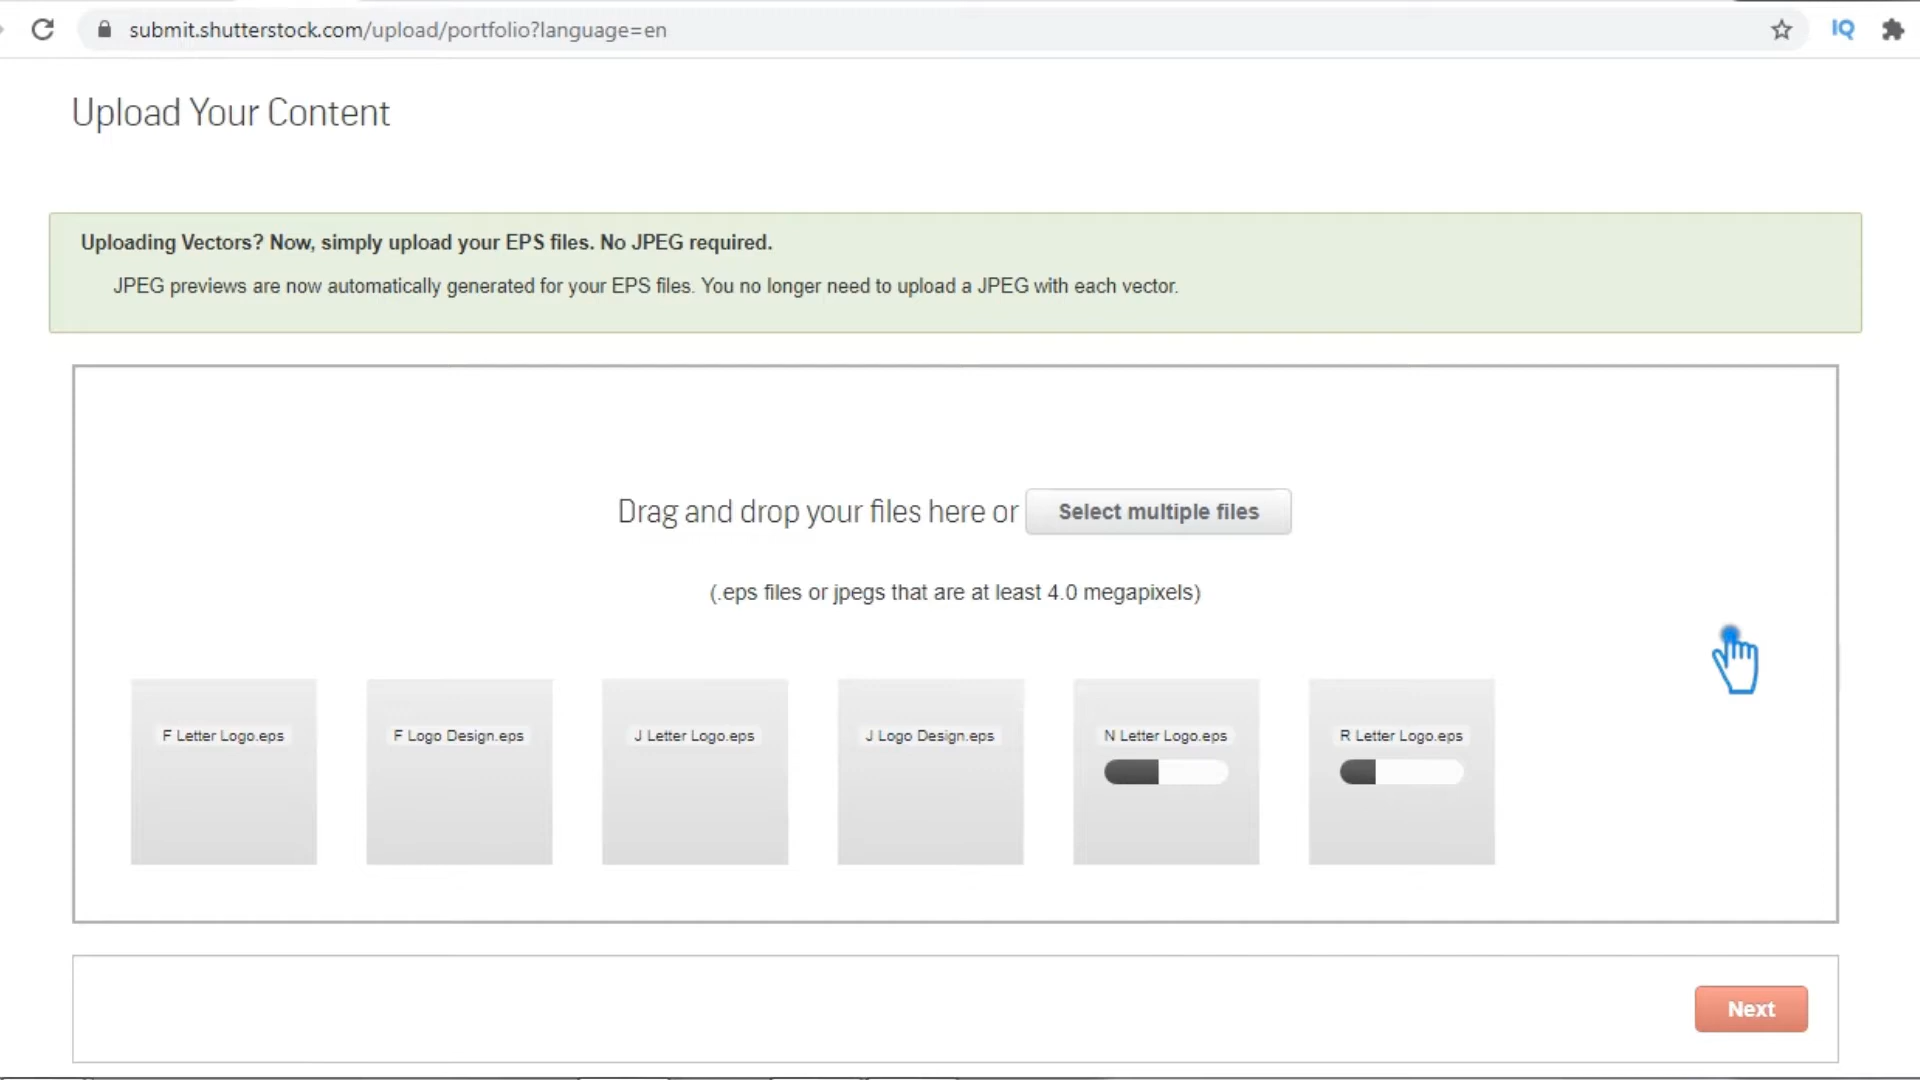 submit.shutterstock.com/upload/portfolio?language=en
IQ
Upload Your Content
Uploading Vectors? Now, simply upload your EPS files. No JPEG required.
JPEG previews are now automatically generated for your EPS files. You no longer need to upload a JPEG with each vector.
Drag and drop your files here or Select multiple files
(.eps files or jpegs that are at least 4.0 megapixels)
F Letter Logo.eps F Logo Design.eps J Letter Logo.eps J Logo Design.eps N Letter Logo.eps R Letter Logo.eps
Next